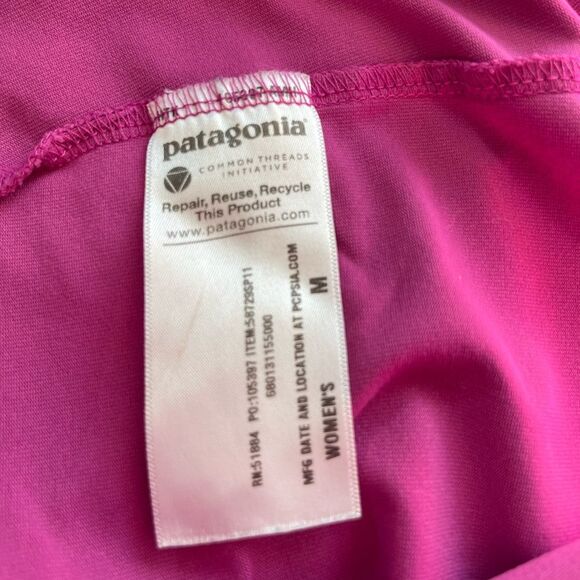 patagonia®
COMMON THREADS
INITIATIVE
Repair, Reuse, Recycle
This Product
www.patagonia.com
RN:51884 PO:105397 ITEM:58729SP11
680131155000
MFG DATE AND LOCATION AT PCPSIA.COM
WOMEN'S M